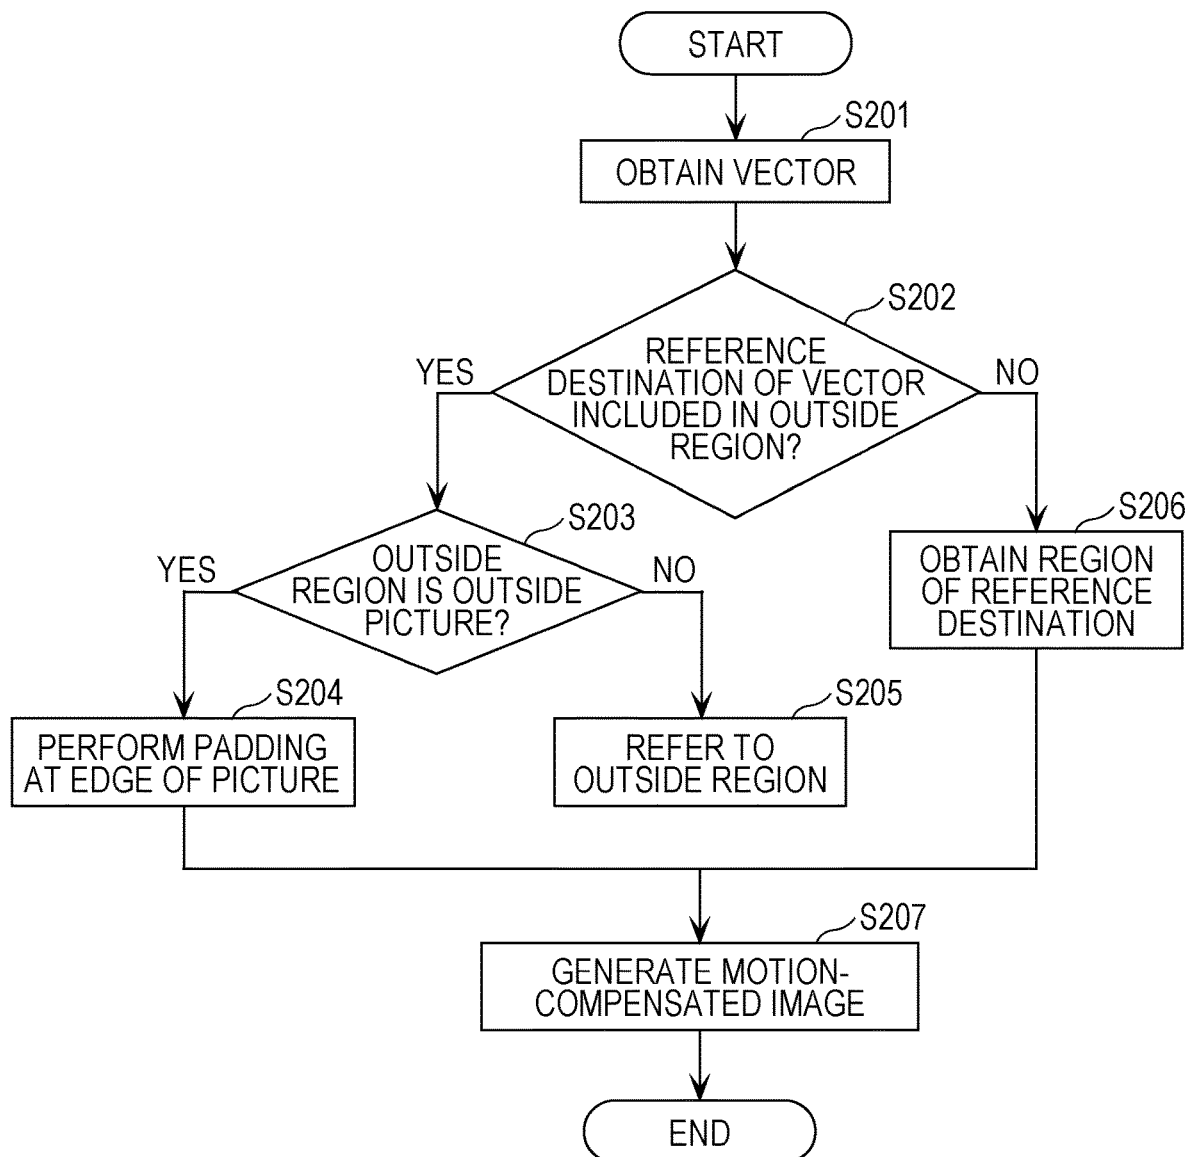 START
S201
OBTAIN VECTOR
S202
REFERENCE
DESTINATION OF VECTOR
INCLUDED IN OUTSIDE
REGION?
YES
NO
S203
OUTSIDE
REGION IS OUTSIDE
PICTURE?
YES
NO
S206
OBTAIN REGION
OF REFERENCE
DESTINATION
S204
PERFORM PADDING
AT EDGE OF PICTURE
S205
REFER TO
OUTSIDE REGION
S207
GENERATE MOTION-
COMPENSATED IMAGE
END